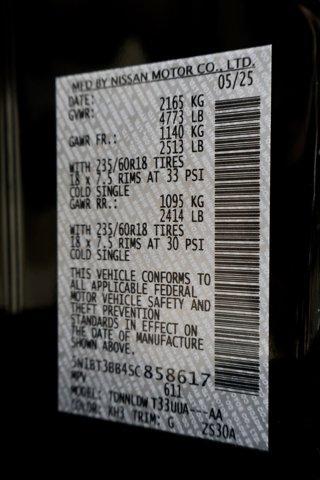 MFD BY NISSAN MOTOR CO., LTD.
DATE: 05/25
GVWR: 2165 KG
4773 LB
GAWR FR.: 1140 KG
2513 LB
WITH 235/60R18 TIRES
18 x 7.5 RIMS AT 33 PSI
COLD SINGLE
GAWR RR.: 1095 KG
2414 LB
WITH 235/60R18 TIRES
18 x 7.5 RIMS AT 30 PSI
COLD SINGLE
THIS VEHICLE CONFORMS TO
ALL APPLICABLE FEDERAL
MOTOR VEHICLE SAFETY AND
THEFT PREVENTION
STANDARDS IN EFFECT ON
THE DATE OF MANUFACTURE
SHOWN ABOVE.
5N1BT3BB4SC858617
MPV 611
MODEL: TDNNLDW T33UUA---AA
COLOR: KH3 TRIM: G ZS30A